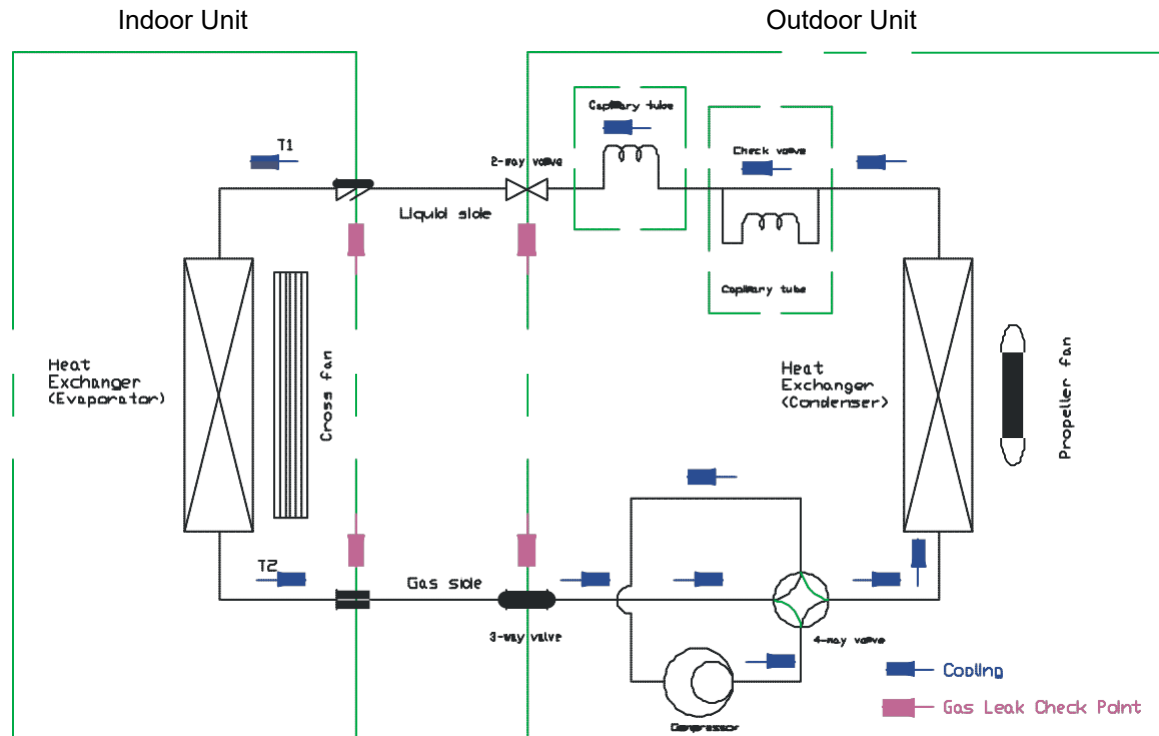 Indoor Unit
Outdoor Unit
Capillary tube
T1
2-way valve
Check valve
Liquid side
Capillary tube
Heat
Exchanger
(Evaporator)
Cross fan
Heat
Exchanger
(Condenser)
Propeller fan
T2
Gas side
3-way valve
4-way valve
Cooling
Gas Leak Check Point
Compressor